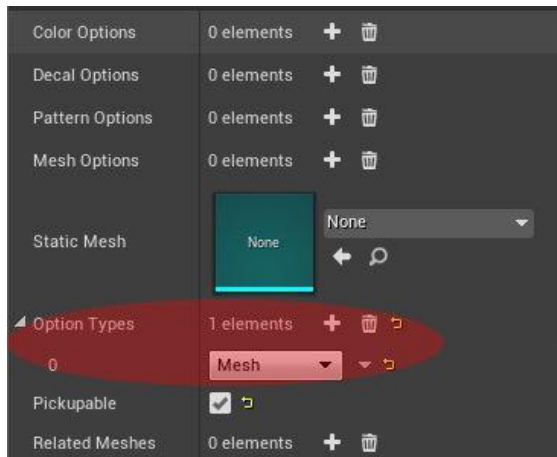 Color Options 0 elements
Decal Options 0 elements
Pattern Options 0 elements
Mesh Options 0 elements
Static Mesh None None
Option Types 1 elements
0 Mesh
Pickupable
Related Meshes 0 elements